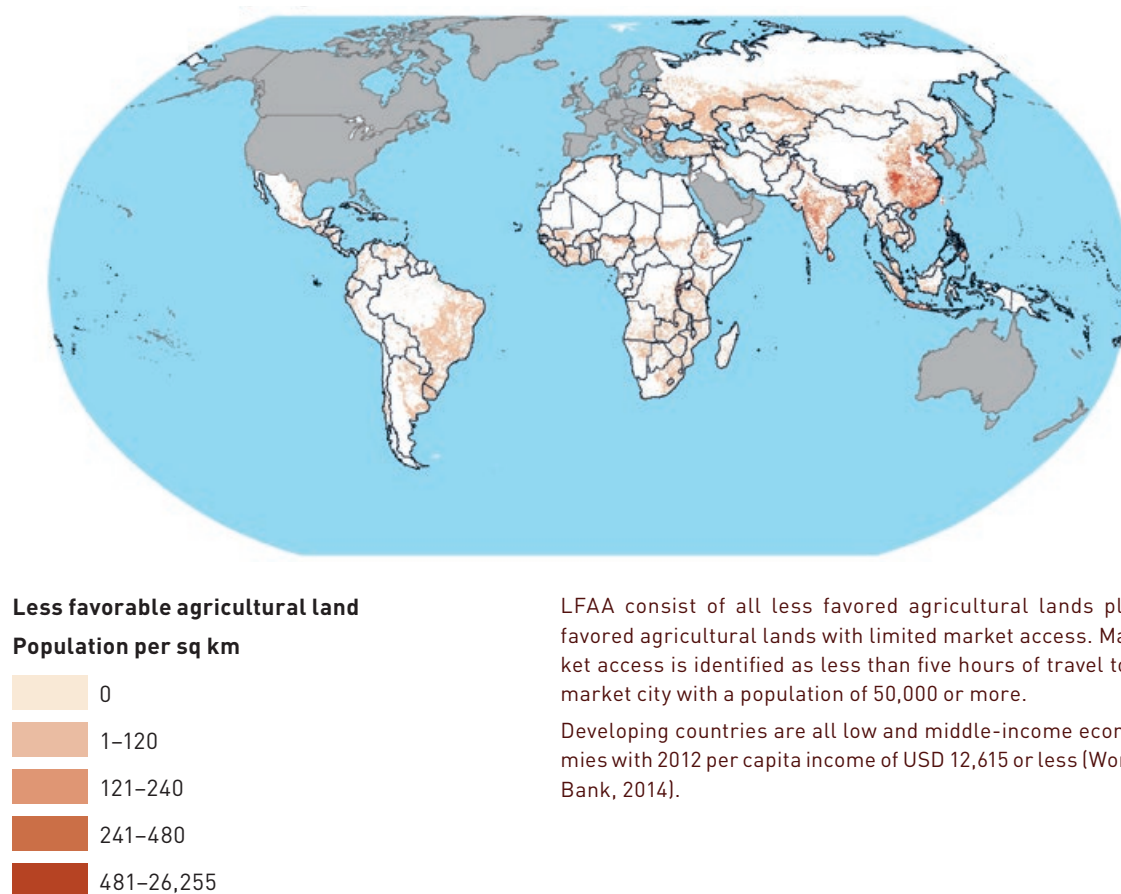 Less favorable agricultural land
Population per sq km
0
1–120
121–240
241–480
481–26,255
LFAA consist of all less favored agricultural lands pl
favored agricultural lands with limited market access. Ma
ket access is identified as less than five hours of travel to
market city with a population of 50,000 or more.
Developing countries are all low and middle-income econ
mies with 2012 per capita income of USD 12,615 or less (Wor
Bank, 2014).